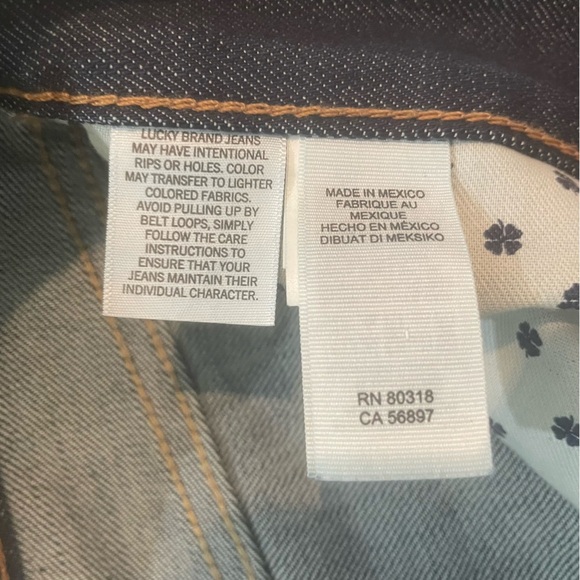 LUCKY BRAND JEANS
MAY HAVE INTENTIONAL
RIPS OR HOLES. COLOR
MAY TRANSFER TO LIGHTER
COLORED FABRICS.
AVOID PULLING UP BY
BELT LOOPS, SIMPLY
FOLLOW THE CARE
INSTRUCTIONS TO
ENSURE THAT YOUR
JEANS MAINTAIN THEIR
INDIVIDUAL CHARACTER.
MADE IN MEXICO
FABRIQUE AU
MEXIQUE
HECHO EN MÉXICO
DIBUAT DI MEKSIKO
RN 80318
CA 56897